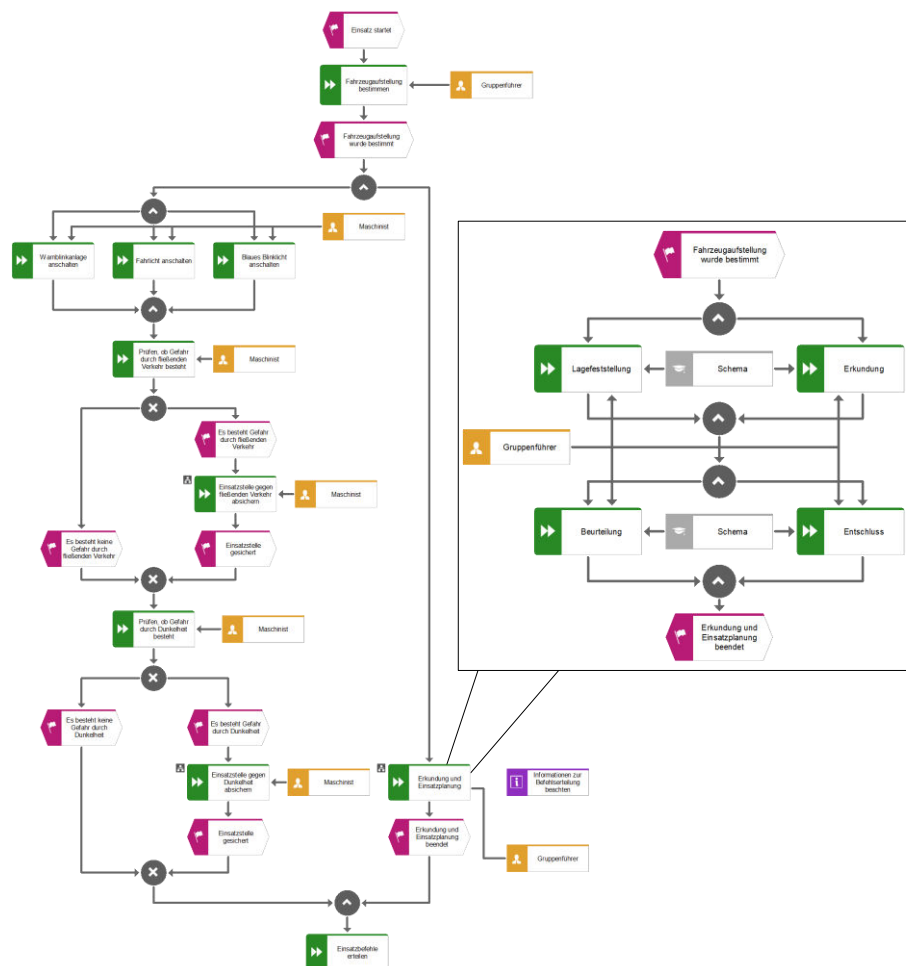 Einsatz startet
Fahrzeugaufstellung
bestimmen
Gruppenführer
Fahrzeugaufstellung
wurde bestimmt
Maschinist
Warnblinkanlage
anschalten
Fahrlicht anschalten
Blaues Blinklicht
anschalten
Prüfen, ob Gefahr
durch fließenden
Verkehr besteht
Maschinist
Es besteht Gefahr
durch fließenden
Verkehr
Einsatzstelle gegen
fließenden Verkehr
absichern
Maschinist
Es besteht keine
Gefahr durch
fließenden Verkehr
Einsatzstelle
gesichert
Prüfen, ob Gefahr
durch Dunkelheit
besteht
Maschinist
Es besteht keine
Gefahr durch
Dunkelheit
Es besteht Gefahr
durch Dunkelheit
Einsatzstelle gegen
Dunkelheit
absichern
Maschinist
Einsatzstelle
gesichert
Erkundung und
Einsatzplanung
Informationen zur
Befehlserteilung
beachten
Erkundung und
Einsatzplanung
beendet
Gruppenführer
Einsatzbefehle
erteilen
Fahrzeugaufstellung
wurde bestimmt
Lagefeststellung
Schema
Erkundung
Gruppenführer
Beurteilung
Schema
Entschluss
Erkundung und
Einsatzplanung
beendet